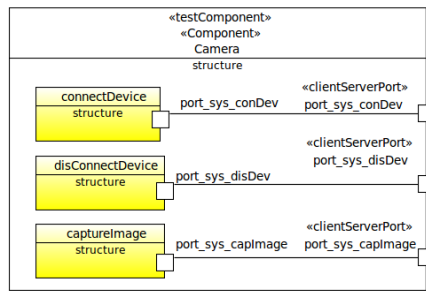 «testComponent»
«Component»
Camera
structure
connectDevice
structure
port_sys_conDev
«clientServerPort»
port_sys_conDev
disConnectDevice
structure
port_sys_disDev
«clientServerPort»
port_sys_disDev
captureImage
structure
port_sys_capImage
«clientServerPort»
port_sys_capImage